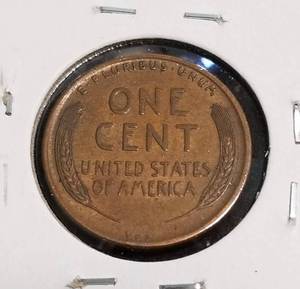 E·PLURIBUS·UNUM
ONE
CENT
UNITED STATES
OF AMERICA